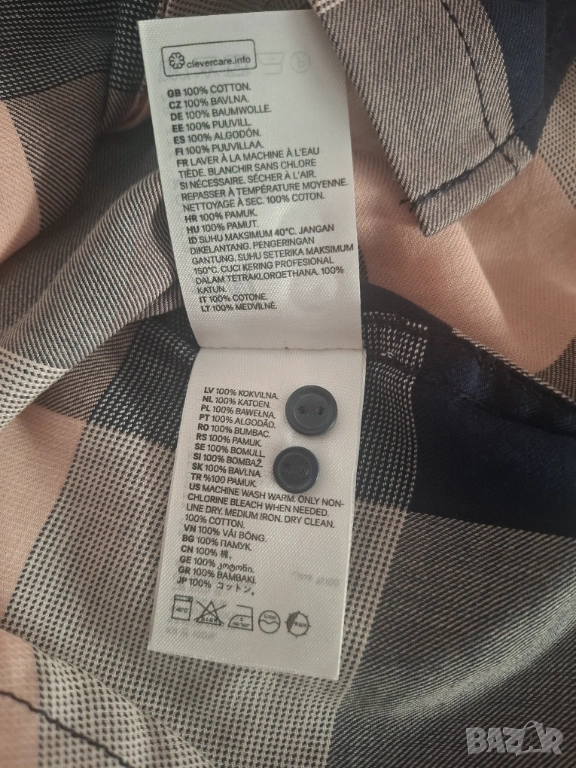 clevercare.info
GB 100% COTTON.
CZ 100% BAVLNA.
DE 100% BAUMWOLLE.
EE 100% PUUVILL.
ES 100% ALGODÓN.
FI 100% PUUVILLAA.
FR LAVER À LA MACHINE À L'EAU
TIÈDE. BLANCHIR SANS CHLORE
SI NÉCESSAIRE. SÉCHER À L'AIR.
REPASSER À TEMPÉRATURE MOYENNE.
NETTOYAGE À SEC. 100% COTON.
HR 100% PAMUK.
HU 100% PAMUT.
ID SUHU MAKSIMUM 40°C. JANGAN
DIKELANTANG. PENGERINGAN
GANTUNG. SUHU SETERIKA MAKSIMUM
150°C. CUCI KERING PROFESIONAL
DALAM TETRAKLOROETHANA. 100%
KATUN.
IT 100% COTONE.
LT 100% MEDVILNĖ.
LV 100% KOKVILNA.
NL 100% KATOEN.
PL 100% BAWEŁNA.
PT 100% ALGODÃO.
RO 100% BUMBAC.
RS 100% PAMUK.
SE 100% BOMULL.
SI 100% BOMBAŽ.
SK 100% BAVLNA.
TR %100 PAMUK.
US MACHINE WASH WARM. ONLY NON-
CHLORINE BLEACH WHEN NEEDED.
LINE DRY. MEDIUM IRON. DRY CLEAN.
100% COTTON.
VN 100% VẢI BÔNG.
BG 100% ПАМУК.
CN 100% 棉。
GE 100% ბამბა.
GR 100% ΒΑΜΒΑΚΙ.
JP 100% コットン。
BAZAR